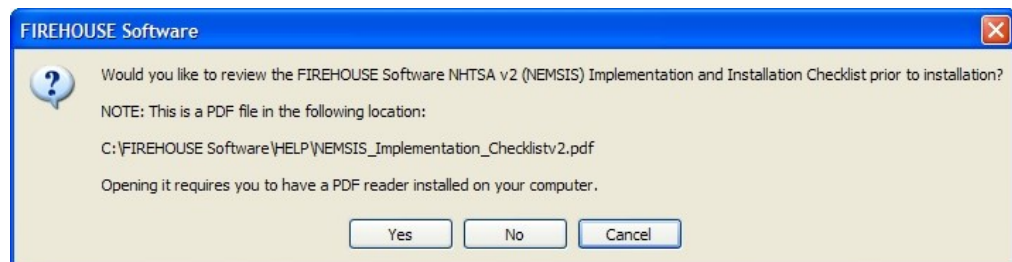 FIREHOUSE Software
Would you like to review the FIREHOUSE Software NHTSA v2 (NEMSIS) Implementation and Installation Checklist prior to installation?
NOTE: This is a PDF file in the following location:
C:\FIREHOUSE Software\HELP\NEMSIS_Implementation_Checklistv2.pdf
Opening it requires you to have a PDF reader installed on your computer.
Yes No Cancel